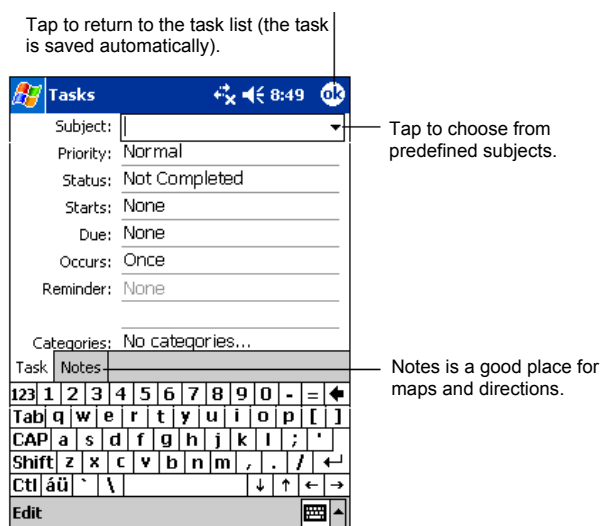 Tap to return to the task list (the task
is saved automatically).
Tasks 8:49 ok
Subject:
Tap to choose from
predefined subjects.
Priority: Normal
Status: Not Completed
Starts: None
Due: None
Occurs: Once
Reminder: None
Categories: No categories...
Task Notes
Notes is a good place for
maps and directions.
123 1 2 3 4 5 6 7 8 9 0 - = ←
Tab q w e r t y u i o p [ ]
CAP a s d f g h j k l ; '
Shift z x c v b n m , . / ↵
Ctl áü ` \ ↓ ↑ ← →
Edit